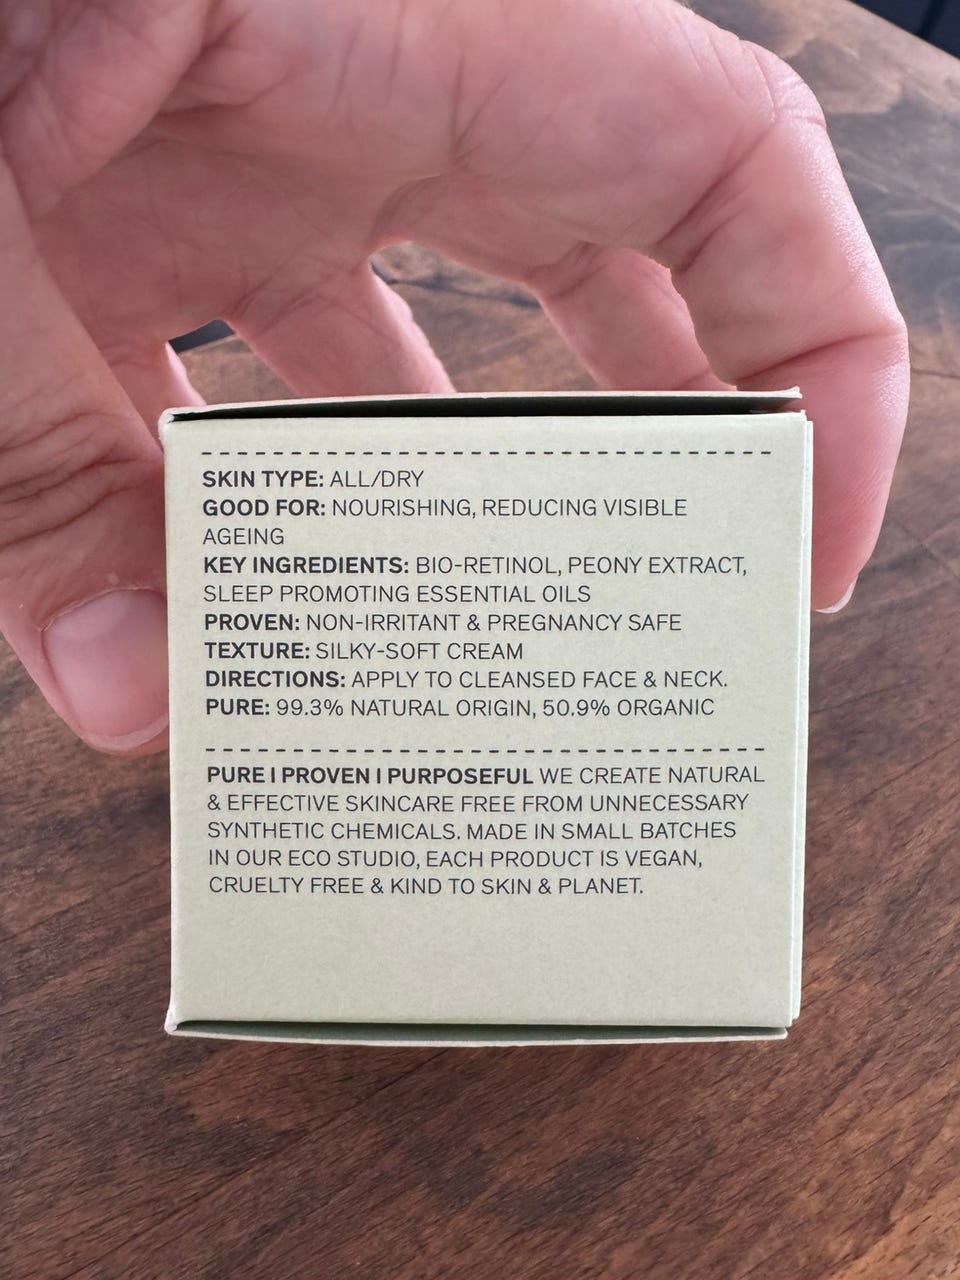 SKIN TYPE: ALL/DRY
GOOD FOR: NOURISHING, REDUCING VISIBLE
AGEING
KEY INGREDIENTS: BIO-RETINOL, PEONY EXTRACT,
SLEEP PROMOTING ESSENTIAL OILS
PROVEN: NON-IRRITANT & PREGNANCY SAFE
TEXTURE: SILKY-SOFT CREAM
DIRECTIONS: APPLY TO CLEANSED FACE & NECK.
PURE: 99.3% NATURAL ORIGIN, 50.9% ORGANIC
PURE I PROVEN I PURPOSEFUL WE CREATE NATURAL
& EFFECTIVE SKINCARE FREE FROM UNNECESSARY
SYNTHETIC CHEMICALS. MADE IN SMALL BATCHES
IN OUR ECO STUDIO, EACH PRODUCT IS VEGAN,
CRUELTY FREE & KIND TO SKIN & PLANET.